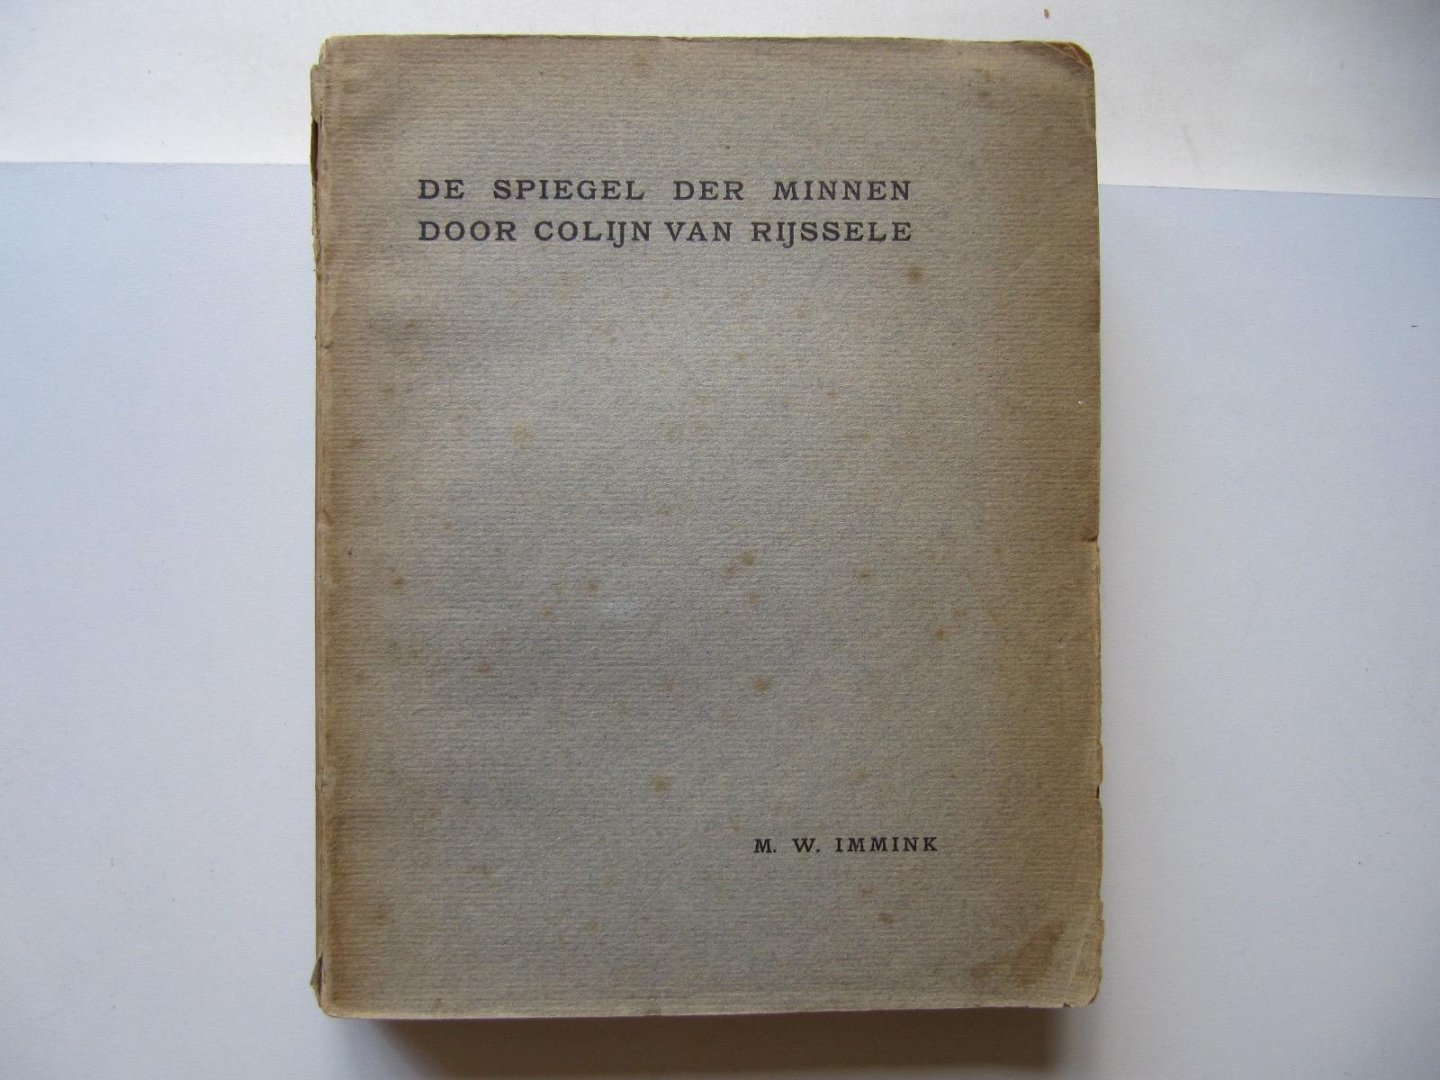 DE SPIEGEL DER MINNEN
DOOR COLIJN VAN RIJSSELE
M. W. IMMINK